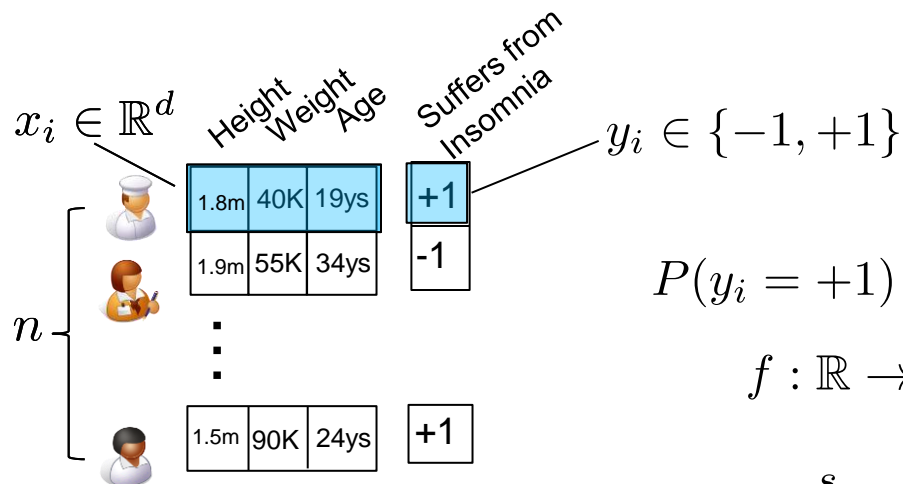 Height Weight Age
Suffers from
Insomnia
x_i ∈ ℝ^d
y_i ∈ {−1, +1}
1.8m 40K 19ys +1
1.9m 55K 34ys -1
n
⋮
1.5m 90K 24ys +1
P(y_i = +1)
f : ℝ →
s